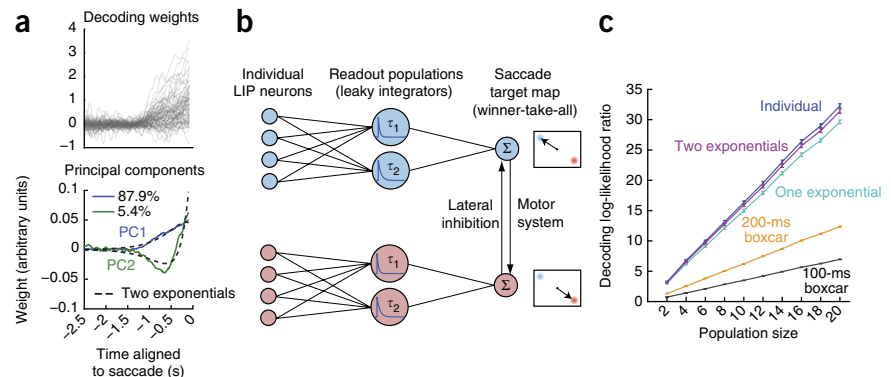 a
Decoding weights
4
3
2
1
0
−1
Principal components
0.1
0.05
0
−0.05
−0.1
87.9%
5.4%
PC1
PC2
Two exponentials
Weight (arbitrary units)
−2.5
−2
−1.5
−1
−0.5
0
Time aligned
to saccade (s)
b
Individual
LIP neurons
Readout populations
(leaky integrators)
Saccade
target map
(winner-take-all)
τ1
τ2
Σ
Lateral
inhibition
Motor
system
τ1
τ2
Σ
c
Decoding log-likelihood ratio
35
30
25
20
15
10
5
0
Individual
Two exponentials
One exponential
200-ms
boxcar
100-ms
boxcar
2
4
6
8
10
12
14
16
18
20
Population size